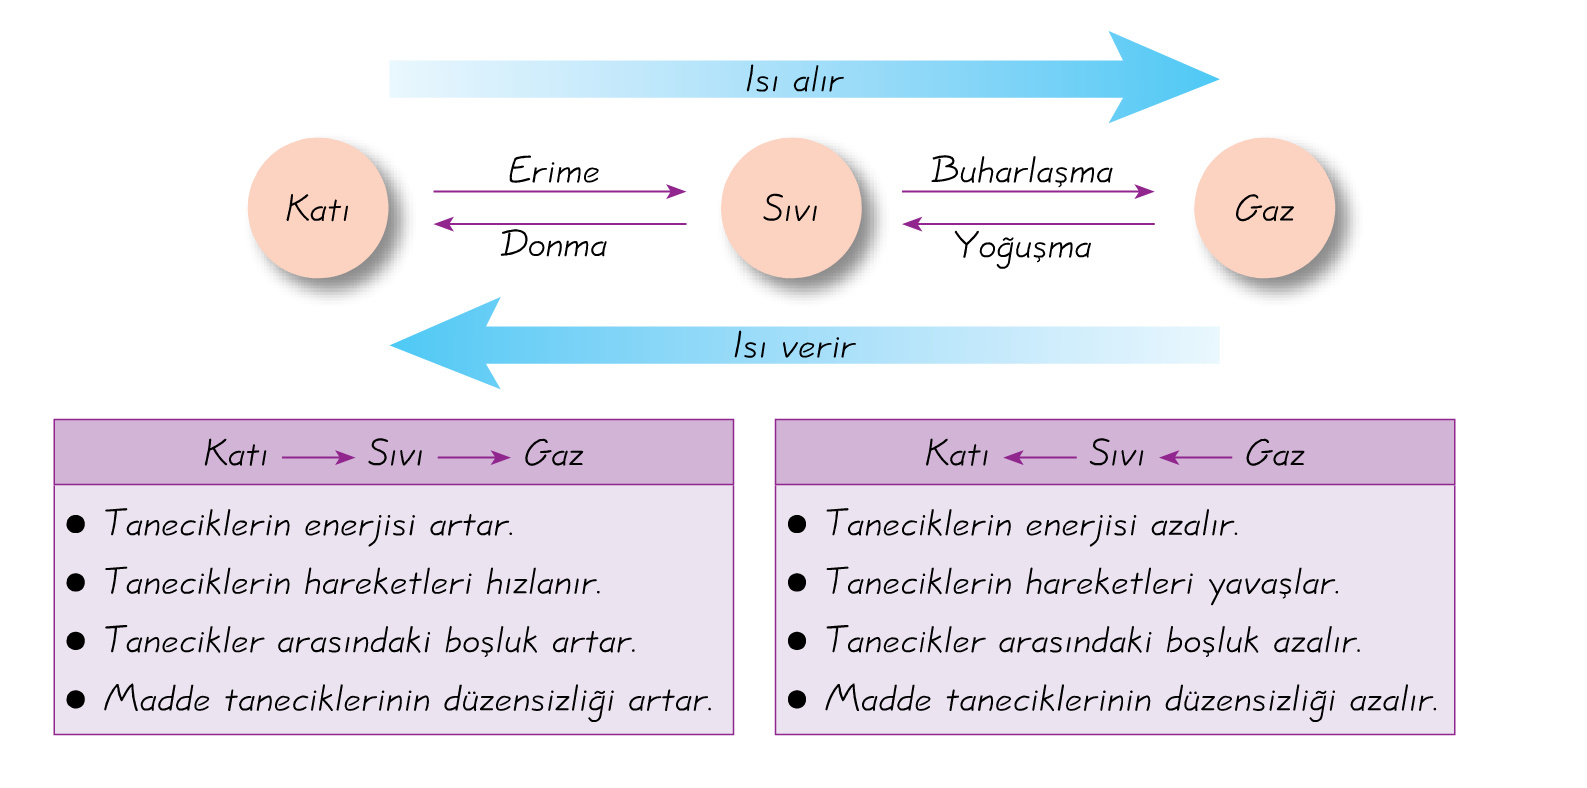 Isı alır
Katı
Erime
Donma
Sıvı
Buharlaşma
Yoğuşma
Gaz
Isı verir
Katı Sıvı Gaz
Taneciklerin enerjisi artar.
Taneciklerin hareketleri hızlanır.
Tanecikler arasındaki boşluk artar.
Madde taneciklerinin düzensizliği artar.
Katı Sıvı Gaz
Taneciklerin enerjisi azalır.
Taneciklerin hareketleri yavaşlar.
Tanecikler arasındaki boşluk azalır.
Madde taneciklerinin düzensizliği azalır.